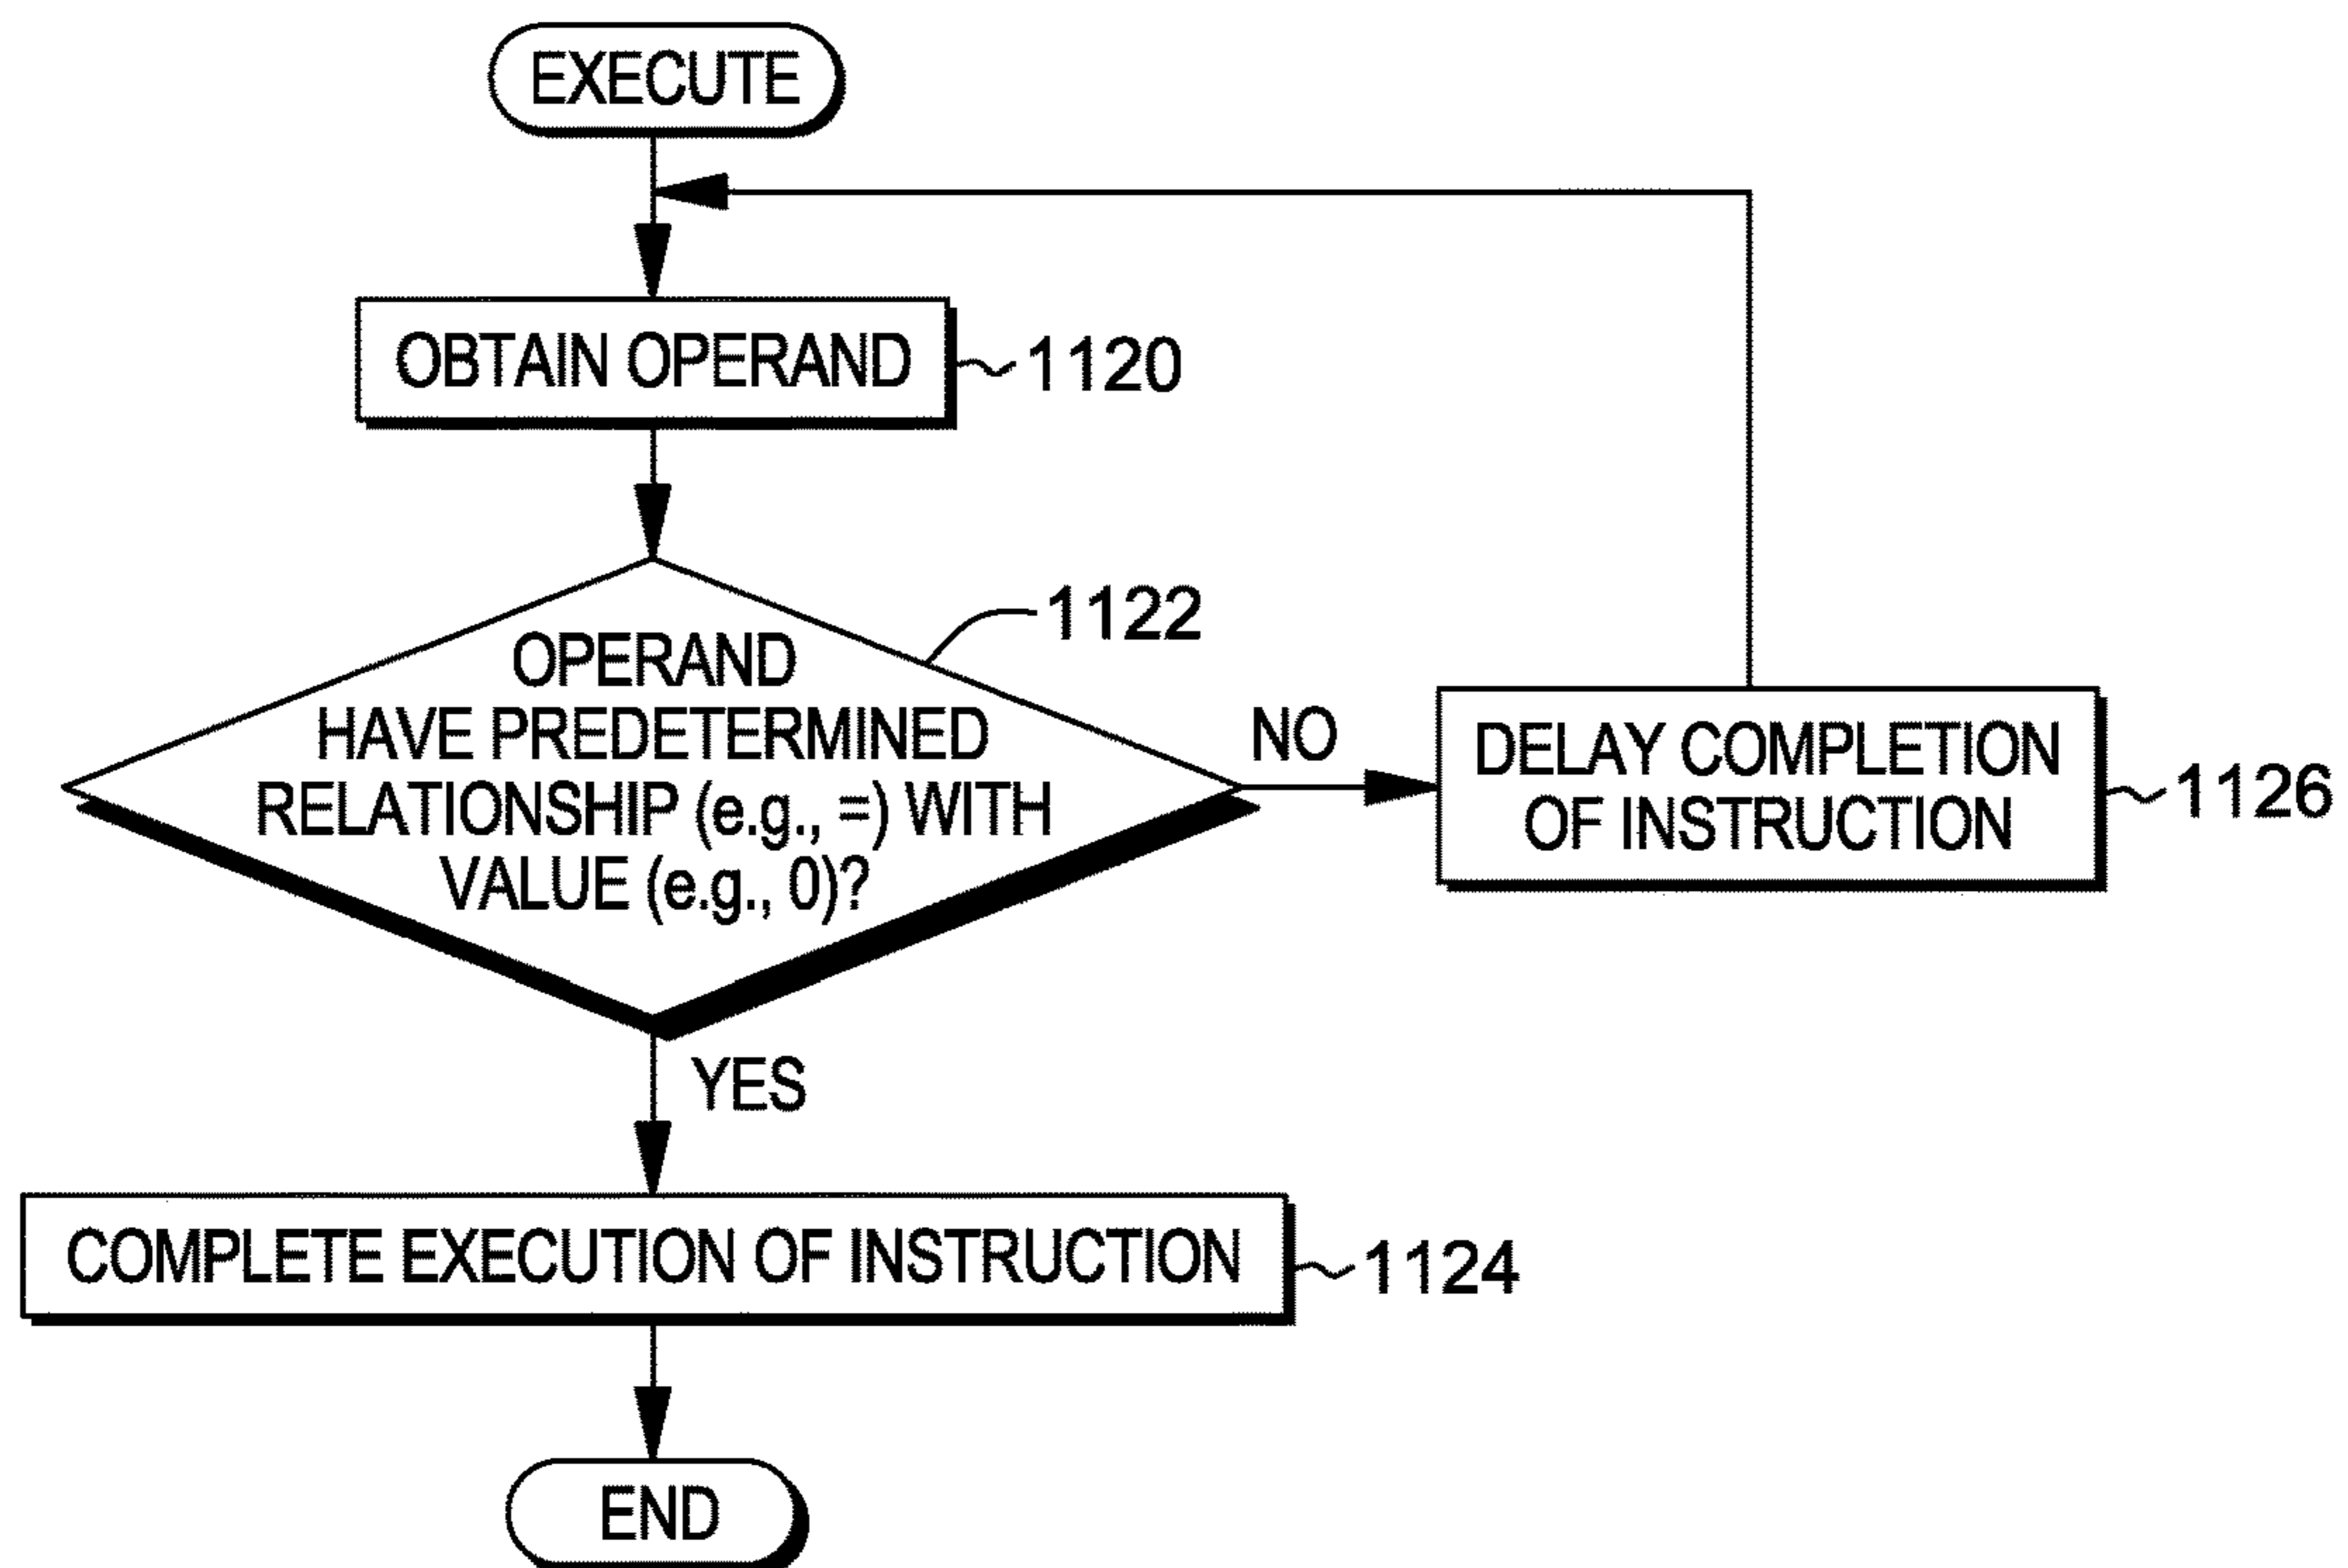 EXECUTE
OBTAIN OPERAND
1120
1122
OPERAND
HAVE PREDETERMINED
RELATIONSHIP (e.g., =) WITH
VALUE (e.g., 0)?
NO
DELAY COMPLETION
OF INSTRUCTION
1126
YES
COMPLETE EXECUTION OF INSTRUCTION
1124
END